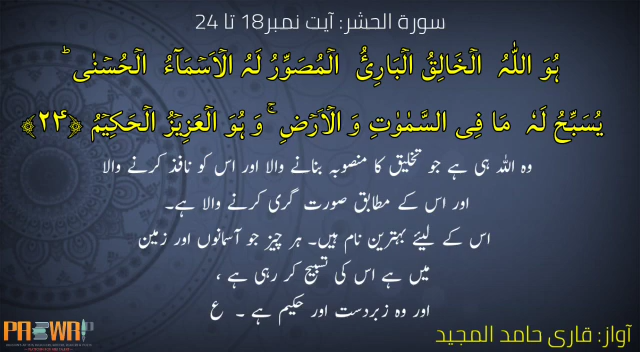 سورة الحشر: آیت نمبر18 تا 24
ہُوَ اللّٰہُ الۡخَالِقُ الۡبَارِئُ الۡمُصَوِّرُ لَہُ الۡاَسۡمَآءُ الۡحُسۡنٰی ؕ
یُسَبِّحُ لَہٗ مَا فِی السَّمٰوٰتِ وَ الۡاَرۡضِ ۚ وَ ہُوَ الۡعَزِیۡزُ الۡحَکِیۡمُ ﴿۲۴﴾
وہ اللہ ہی ہے جو تخلیق کا منصوبہ بنانے والا اور اس کو نافذ کرنے والا
اور اس کے مطابق صورت گری کرنے والا ہے۔
اس کے لیئے بہترین نام ہیں۔ ہر چیز جو آسمانوں اور زمین
میں ہے اس کی تسبیح کر رہی ہے ،
اور وہ زبردست اور حکیم ہے ۔ ع
آواز: قاری حامد المجید